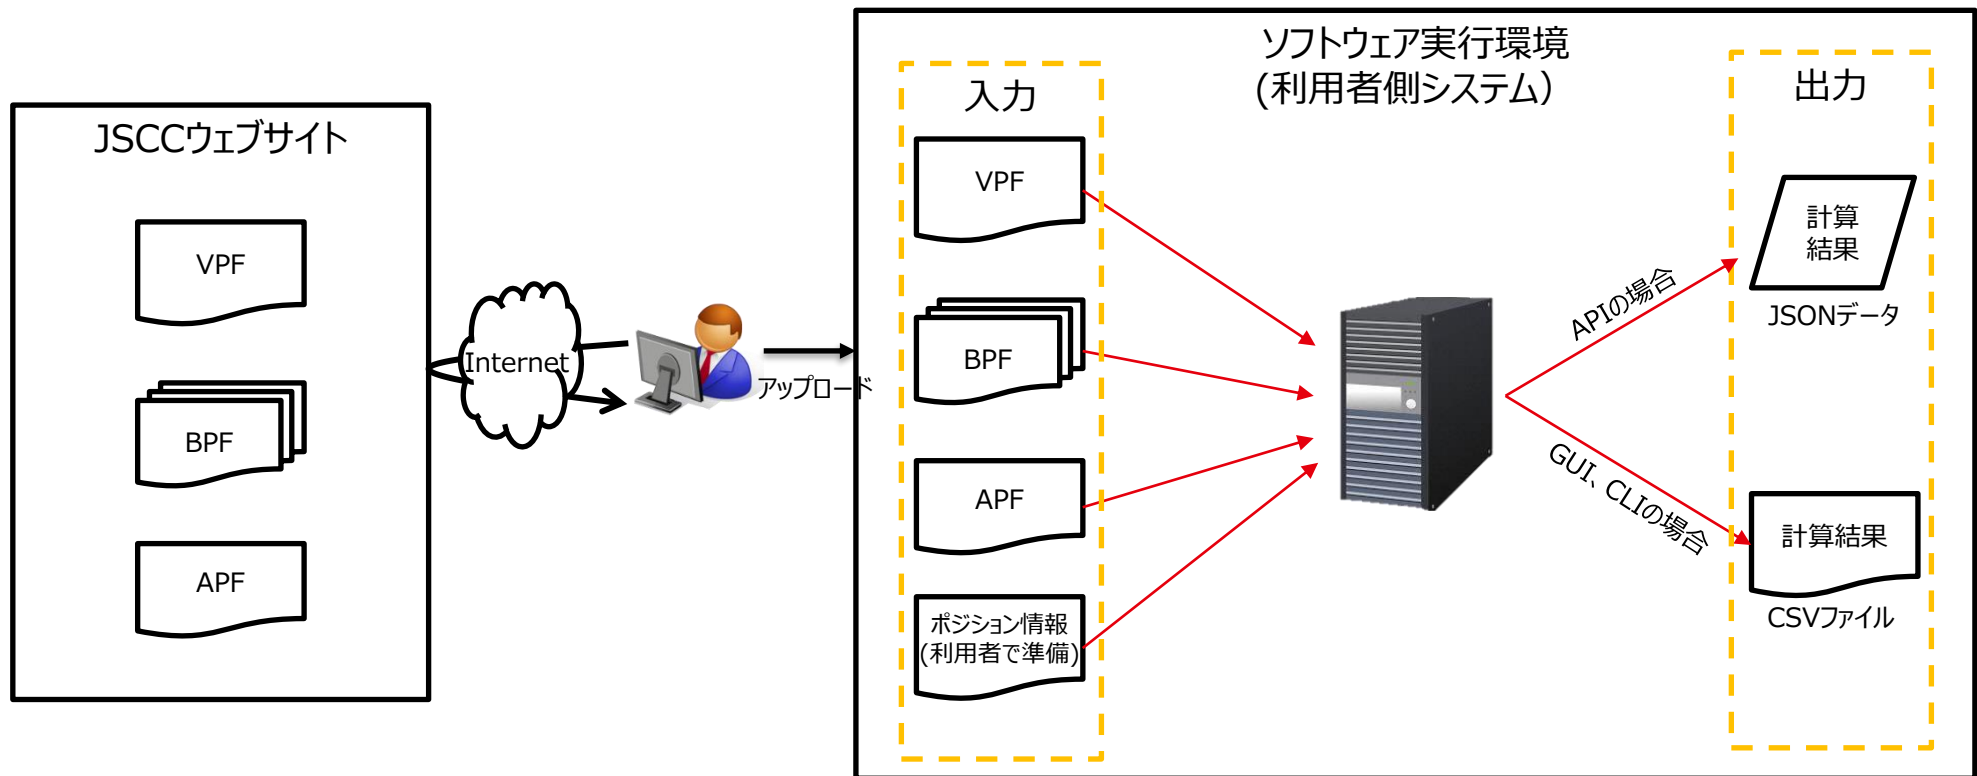 JSCCウェブサイト
VPF
BPF
APF
Internet
アップロード
ソフトウェア実行環境
(利用者側システム)
入力
VPF
BPF
APF
ポジション情報
(利用者で準備)
APIの場合
GUI、CLIの場合
出力
計算
結果
JSONデータ
計算結果
CSVファイル